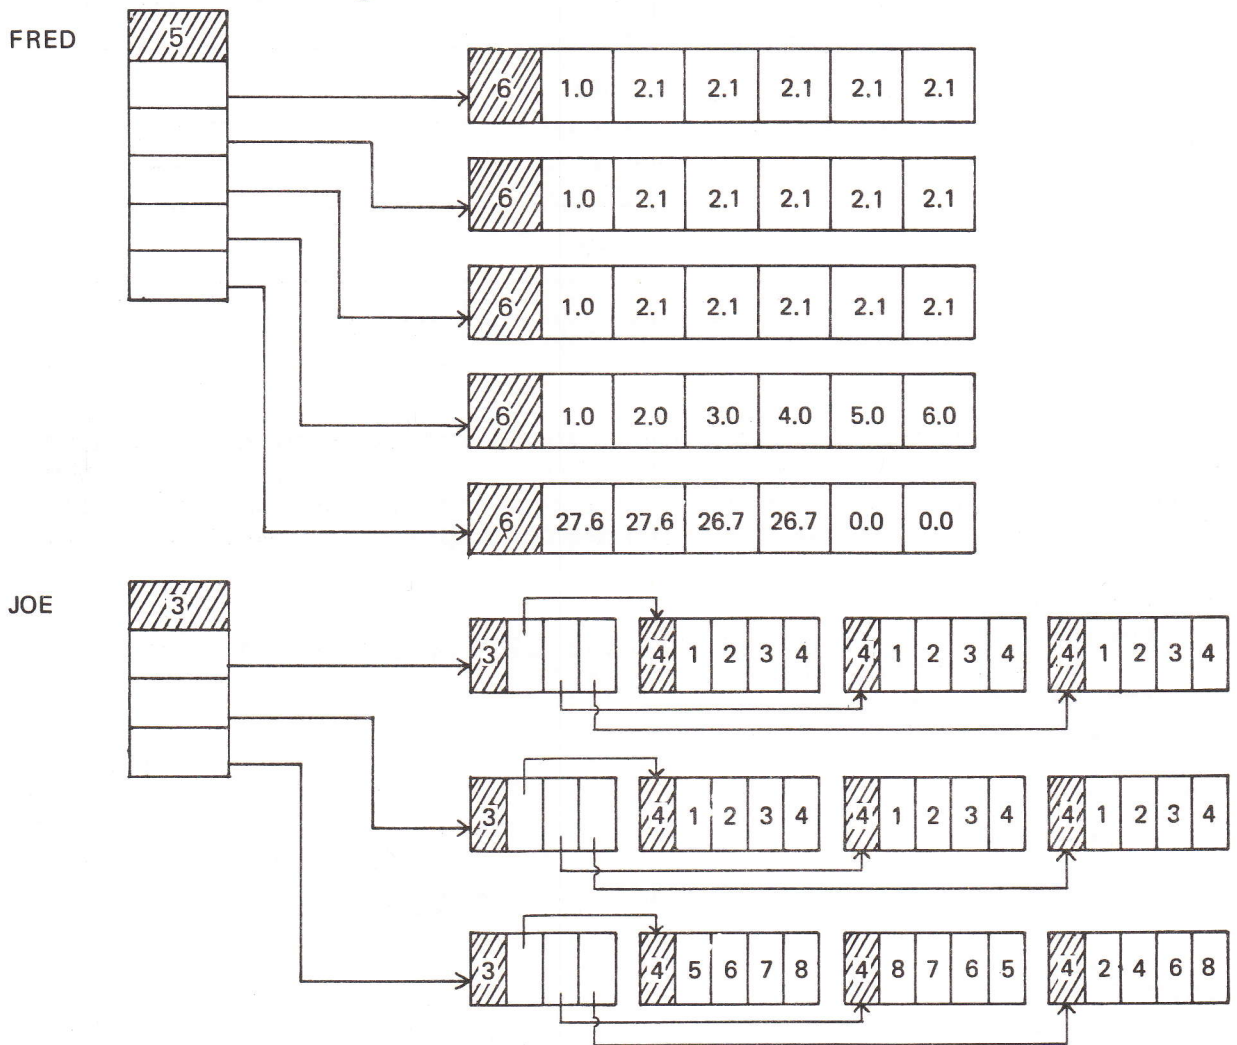 FRED 5
6 1.0 2.1 2.1 2.1 2.1 2.1
6 1.0 2.1 2.1 2.1 2.1 2.1
6 1.0 2.1 2.1 2.1 2.1 2.1
6 1.0 2.0 3.0 4.0 5.0 6.0
6 27.6 27.6 26.7 26.7 0.0 0.0
JOE 3
3 4 1 2 3 4 4 1 2 3 4 4 1 2 3 4
3 4 1 2 3 4 4 1 2 3 4 4 1 2 3 4
3 4 5 6 7 8 4 8 7 6 5 4 2 4 6 8